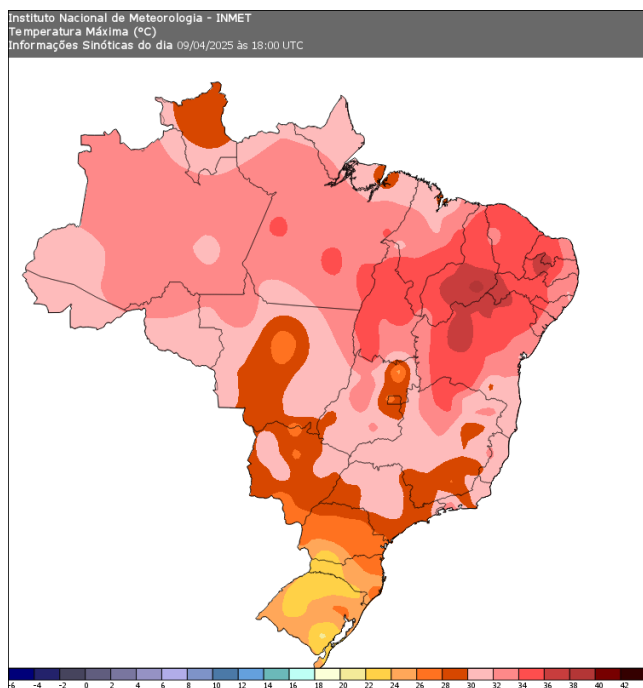 Instituto Nacional de Meteorologia - INMET
Temperatura Máxima (°C)
Informações Sinóticas do dia 09/04/2025 às 18:00 UTC
-6 -4 -2 0 2 4 6 8 10 12 14 16 18 20 22 24 26 28 30 32 34 36 38 40 42